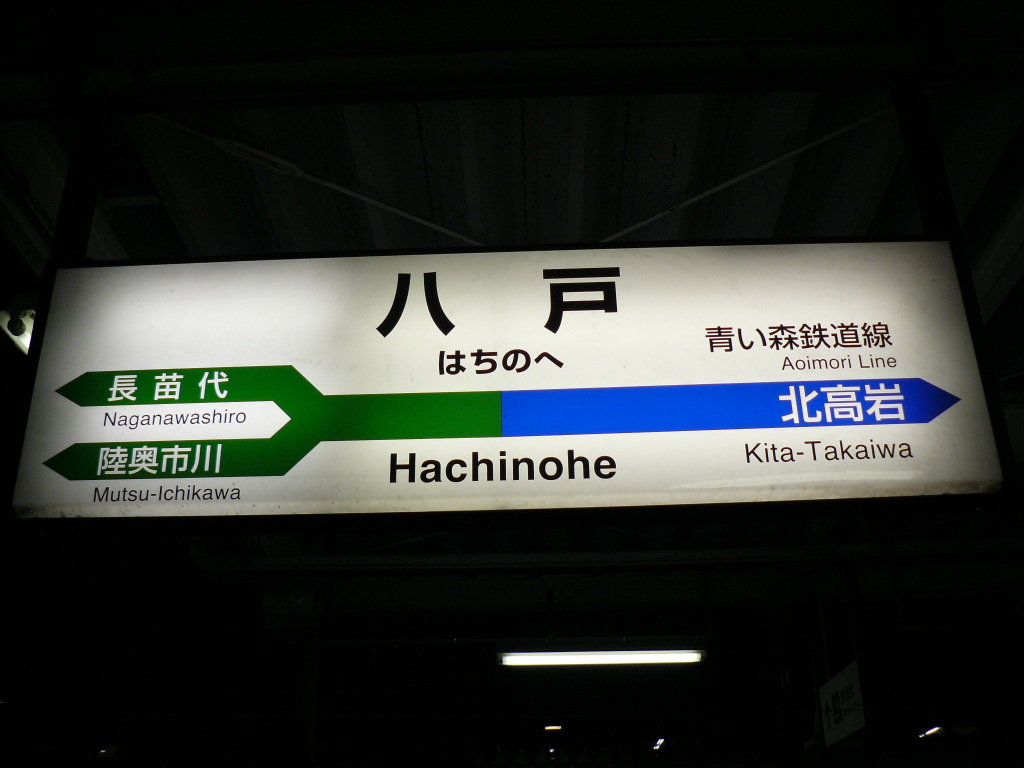 八戸
はちのへ
Hachinohe
長苗代
Naganawashiro
陸奥市川
Mutsu-Ichikawa
青い森鉄道線
Aoimori Line
北高岩
Kita-Takaiwa